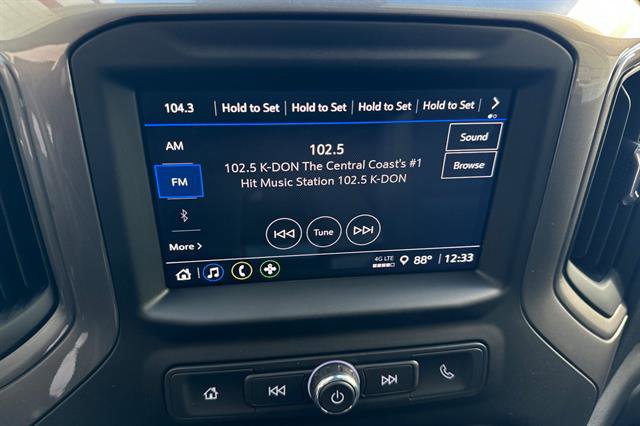 104.3 Hold to Set Hold to Set Hold to Set Hold to Set
AM
102.5
Sound
FM
102.5 K-DON The Central Coast's #1
Hit Music Station 102.5 K-DON
Browse
Tune
More
4G LTE 88° 12:33